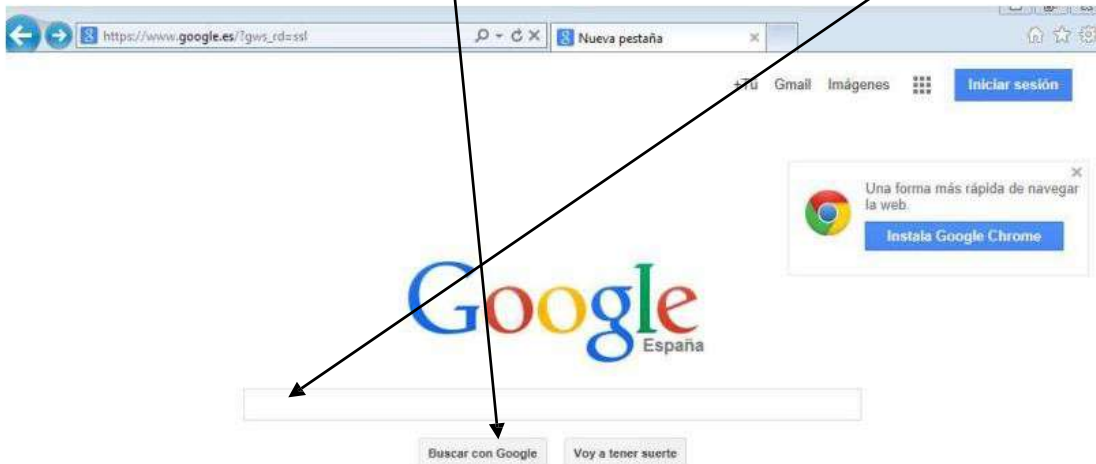 https://www.google.es/?gws_rd=ssl
Nueva pestaña
+Tú Gmail Imágenes Iniciar sesión
Una forma más rápida de navegar
la web.
Instala Google Chrome
Google
España
Buscar con Google Voy a tener suerte